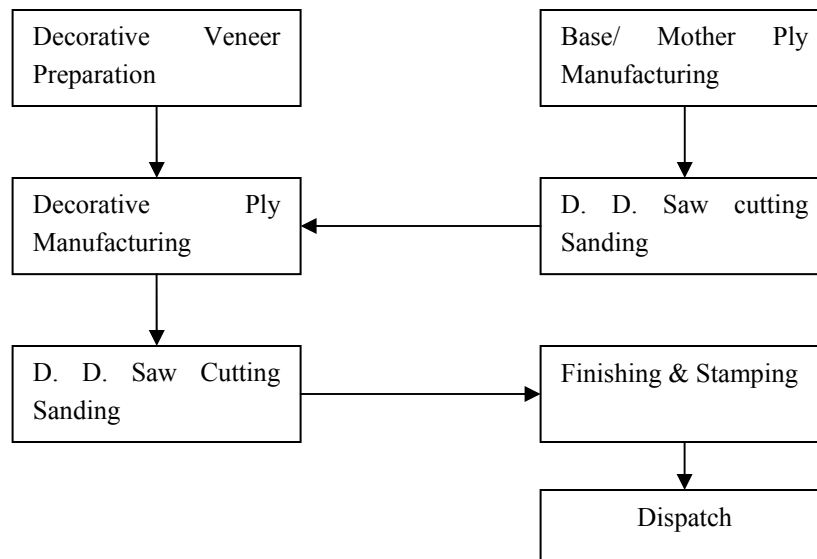 Decorative Veneer
Preparation
Base/ Mother Ply
Manufacturing
Decorative Ply
Manufacturing
D. D. Saw cutting
Sanding
D. D. Saw Cutting
Sanding
Finishing & Stamping
Dispatch